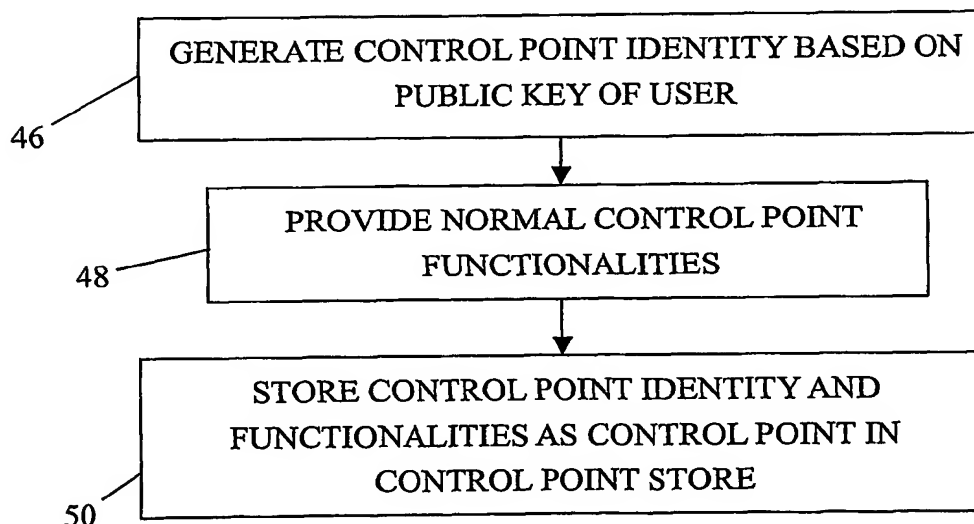 GENERATE CONTROL POINT IDENTITY BASED ON
PUBLIC KEY OF USER
46
PROVIDE NORMAL CONTROL POINT
FUNCTIONALITIES
48
STORE CONTROL POINT IDENTITY AND
FUNCTIONALITIES AS CONTROL POINT IN
CONTROL POINT STORE
50